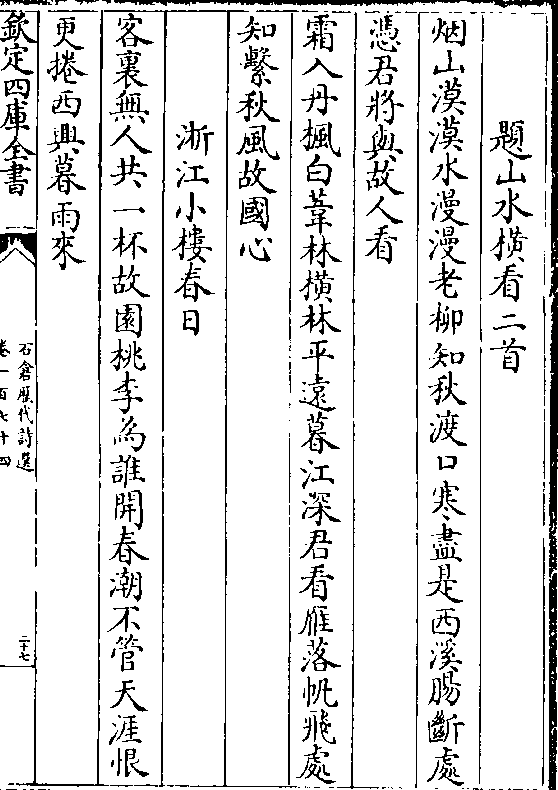 題山水横看二首
烟山漠漠水漫漫老柳知秋渡口寒盡是西溪腸斷處
憑君將與故人看
霜入丹楓白葦林横林平遠暮江深君看雁落帆飛處
知繫秋風故國心
浙江小樓春日
客裏無人共一杯故園桃李為誰開春潮不管天涯恨
更捲西興暮雨來
欽定四庫全書
石倉歷代詩選
卷一百七十四
二十七